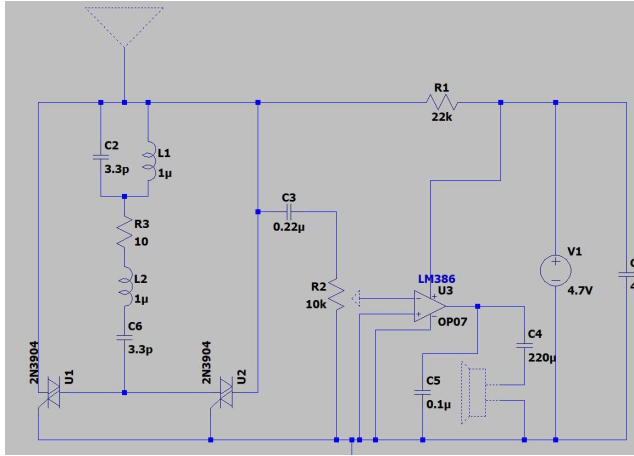 R1
22k
C2
3.3p
L1
1µ
R3
10
C3
0.22µ
L2
1µ
R2
10k
LM386
U3
OP07
V1
4.7V
C6
3.3p
C4
220µ
2N3904
U1
2N3904
U2
C5
0.1µ